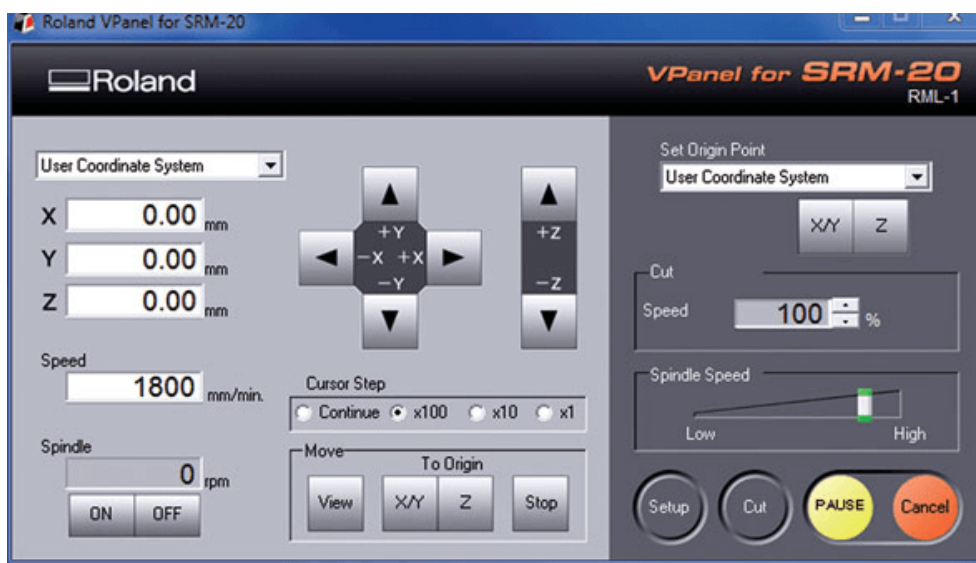 Roland VPanel for SRM-20
Roland
VPanel for SRM-20
RML-1
User Coordinate System
X 0.00 mm
Y 0.00 mm
Z 0.00 mm
Speed
1800 mm/min.
Spindle
0 rpm
ON OFF
+Y
-X +X
-Y
+Z
-Z
Cursor Step
Continue x100 x10 x1
Move
To Origin
View X/Y Z Stop
Set Origin Point
User Coordinate System
X/Y Z
Cut
Speed 100 %
Spindle Speed
Low High
Setup Cut PAUSE Cancel